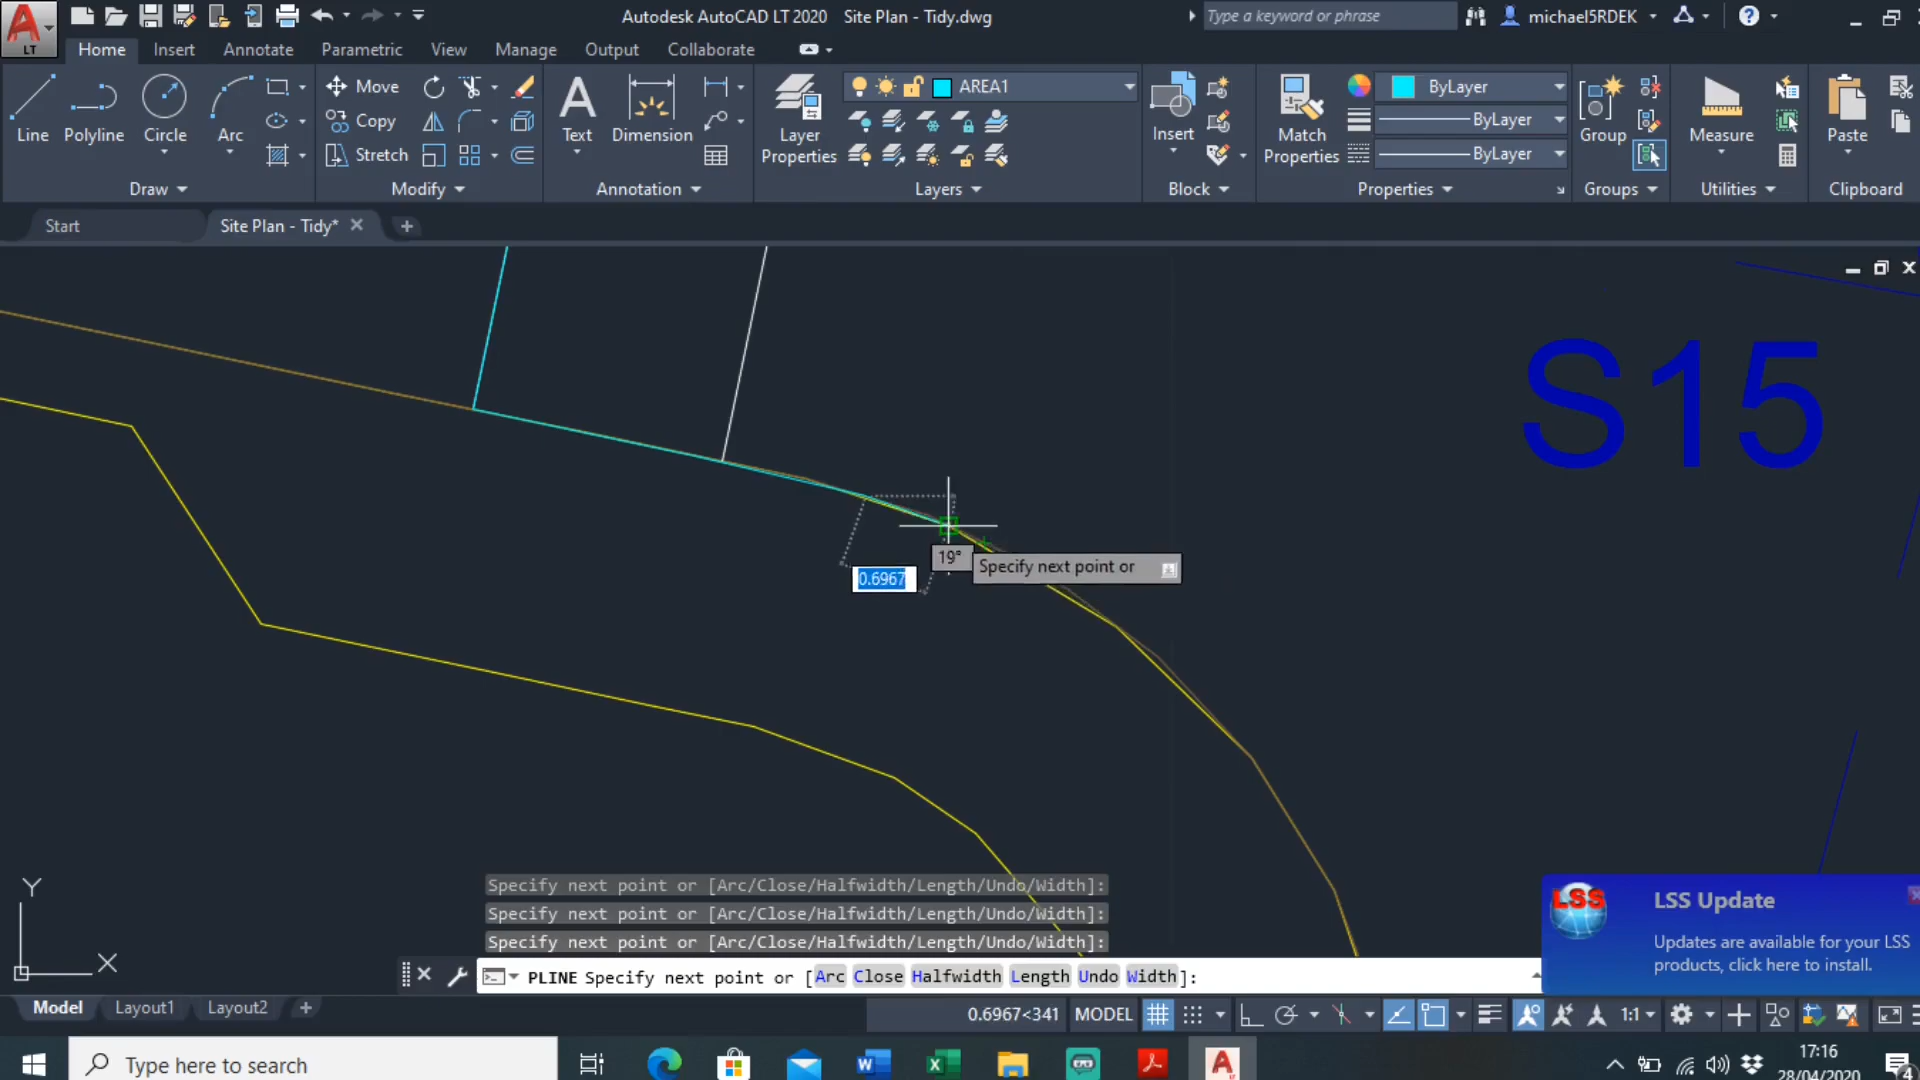 Autodesk AutoCAD LT 2020 Site Plan - Tidy.dwg
Type a keyword or phrase
michael5RDEK
LT
Home Insert Annotate Parametric View Manage Output Collaborate
Line Polyline Circle Arc
Move
Copy
Stretch
Text Dimension
Layer Properties
AREA1
Insert
Match Properties
ByLayer
ByLayer
ByLayer
Group
Measure
Paste
Draw Modify Annotation Layers Block Properties Groups Utilities Clipboard
Start Site Plan - Tidy*
S15
19°
Specify next point or
0.6967
Y
X
Specify next point or [Arc/Close/Halfwidth/Length/Undo/Width]:
Specify next point or [Arc/Close/Halfwidth/Length/Undo/Width]:
Specify next point or [Arc/Close/Halfwidth/Length/Undo/Width]:
PLINE Specify next point or [Arc Close Halfwidth Length Undo Width]:
LSS
LSS Update
Updates are available for your LSS
products, click here to install.
Model Layout1 Layout2
0.6967<341 MODEL 1:1
Type here to search
17:16
28/04/2020
4